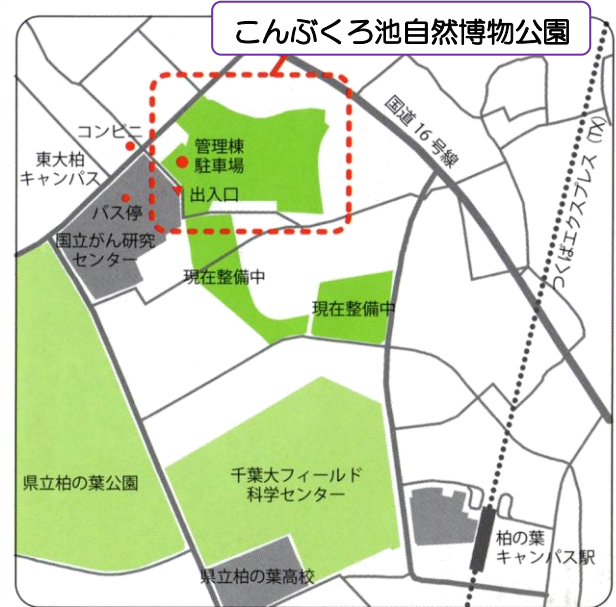 こんぶくろ池自然博物公園
コンビニ
東大柏
キャンパス
バス停
国立がん研究
センター
管理棟
駐車場
出入口
国道16号線
つくばエクスプレス（TX）
現在整備中
現在整備中
県立柏の葉公園
千葉大フィールド
科学センター
県立柏の葉高校
柏の葉
キャンパス駅